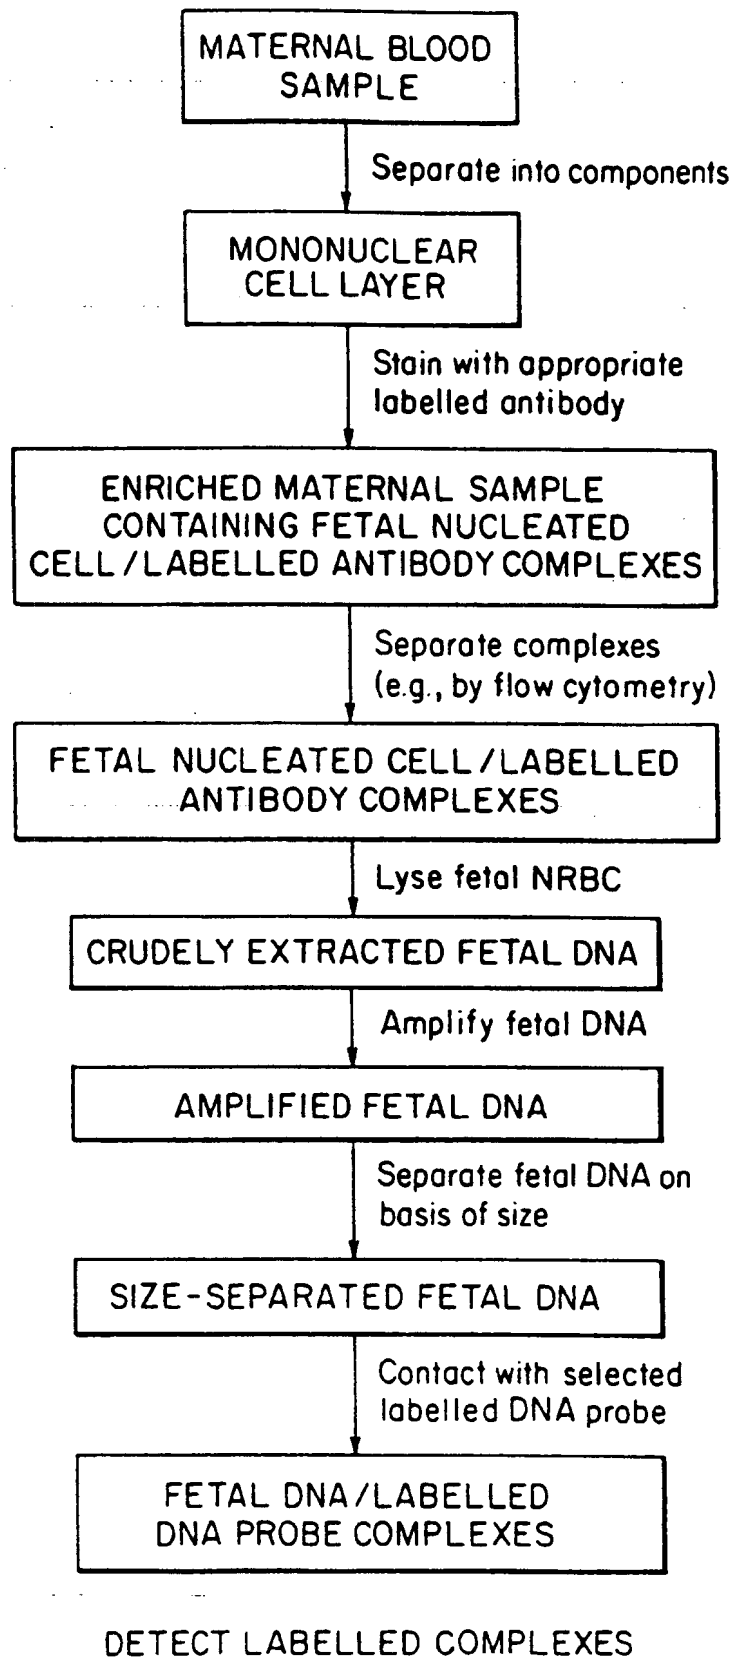 MATERNAL BLOOD
SAMPLE
Separate into components
MONONUCLEAR
CELL LAYER
Stain with appropriate
labelled antibody
ENRICHED MATERNAL SAMPLE
CONTAINING FETAL NUCLEATED
CELL/LABELLED ANTIBODY COMPLEXES
Separate complexes
(e.g., by flow cytometry)
FETAL NUCLEATED CELL/LABELLED
ANTIBODY COMPLEXES
Lyse fetal NRBC
CRUDELY EXTRACTED FETAL DNA
Amplify fetal DNA
AMPLIFIED FETAL DNA
Separate fetal DNA on
basis of size
SIZE-SEPARATED FETAL DNA
Contact with selected
labelled DNA probe
FETAL DNA/LABELLED
DNA PROBE COMPLEXES
DETECT LABELLED COMPLEXES